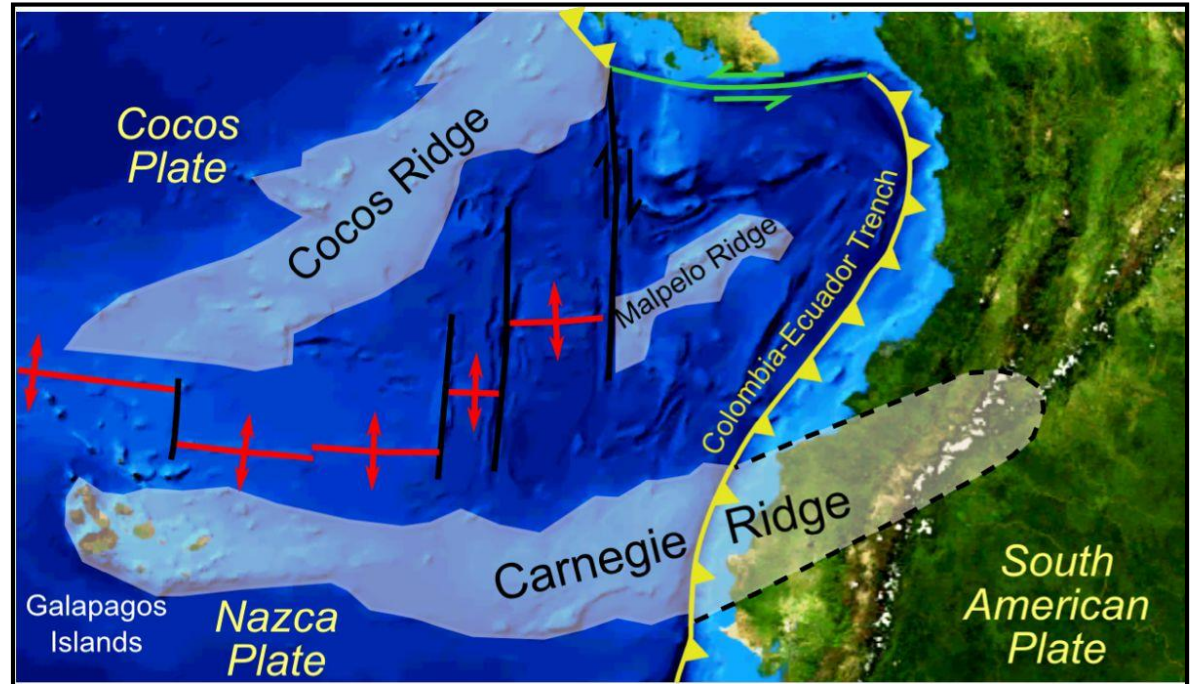 Cocos
Plate
Cocos Ridge
Malpelo Ridge
Colombia-Ecuador Trench
Carnegie Ridge
Galapagos
Islands
Nazca
Plate
South
American
Plate